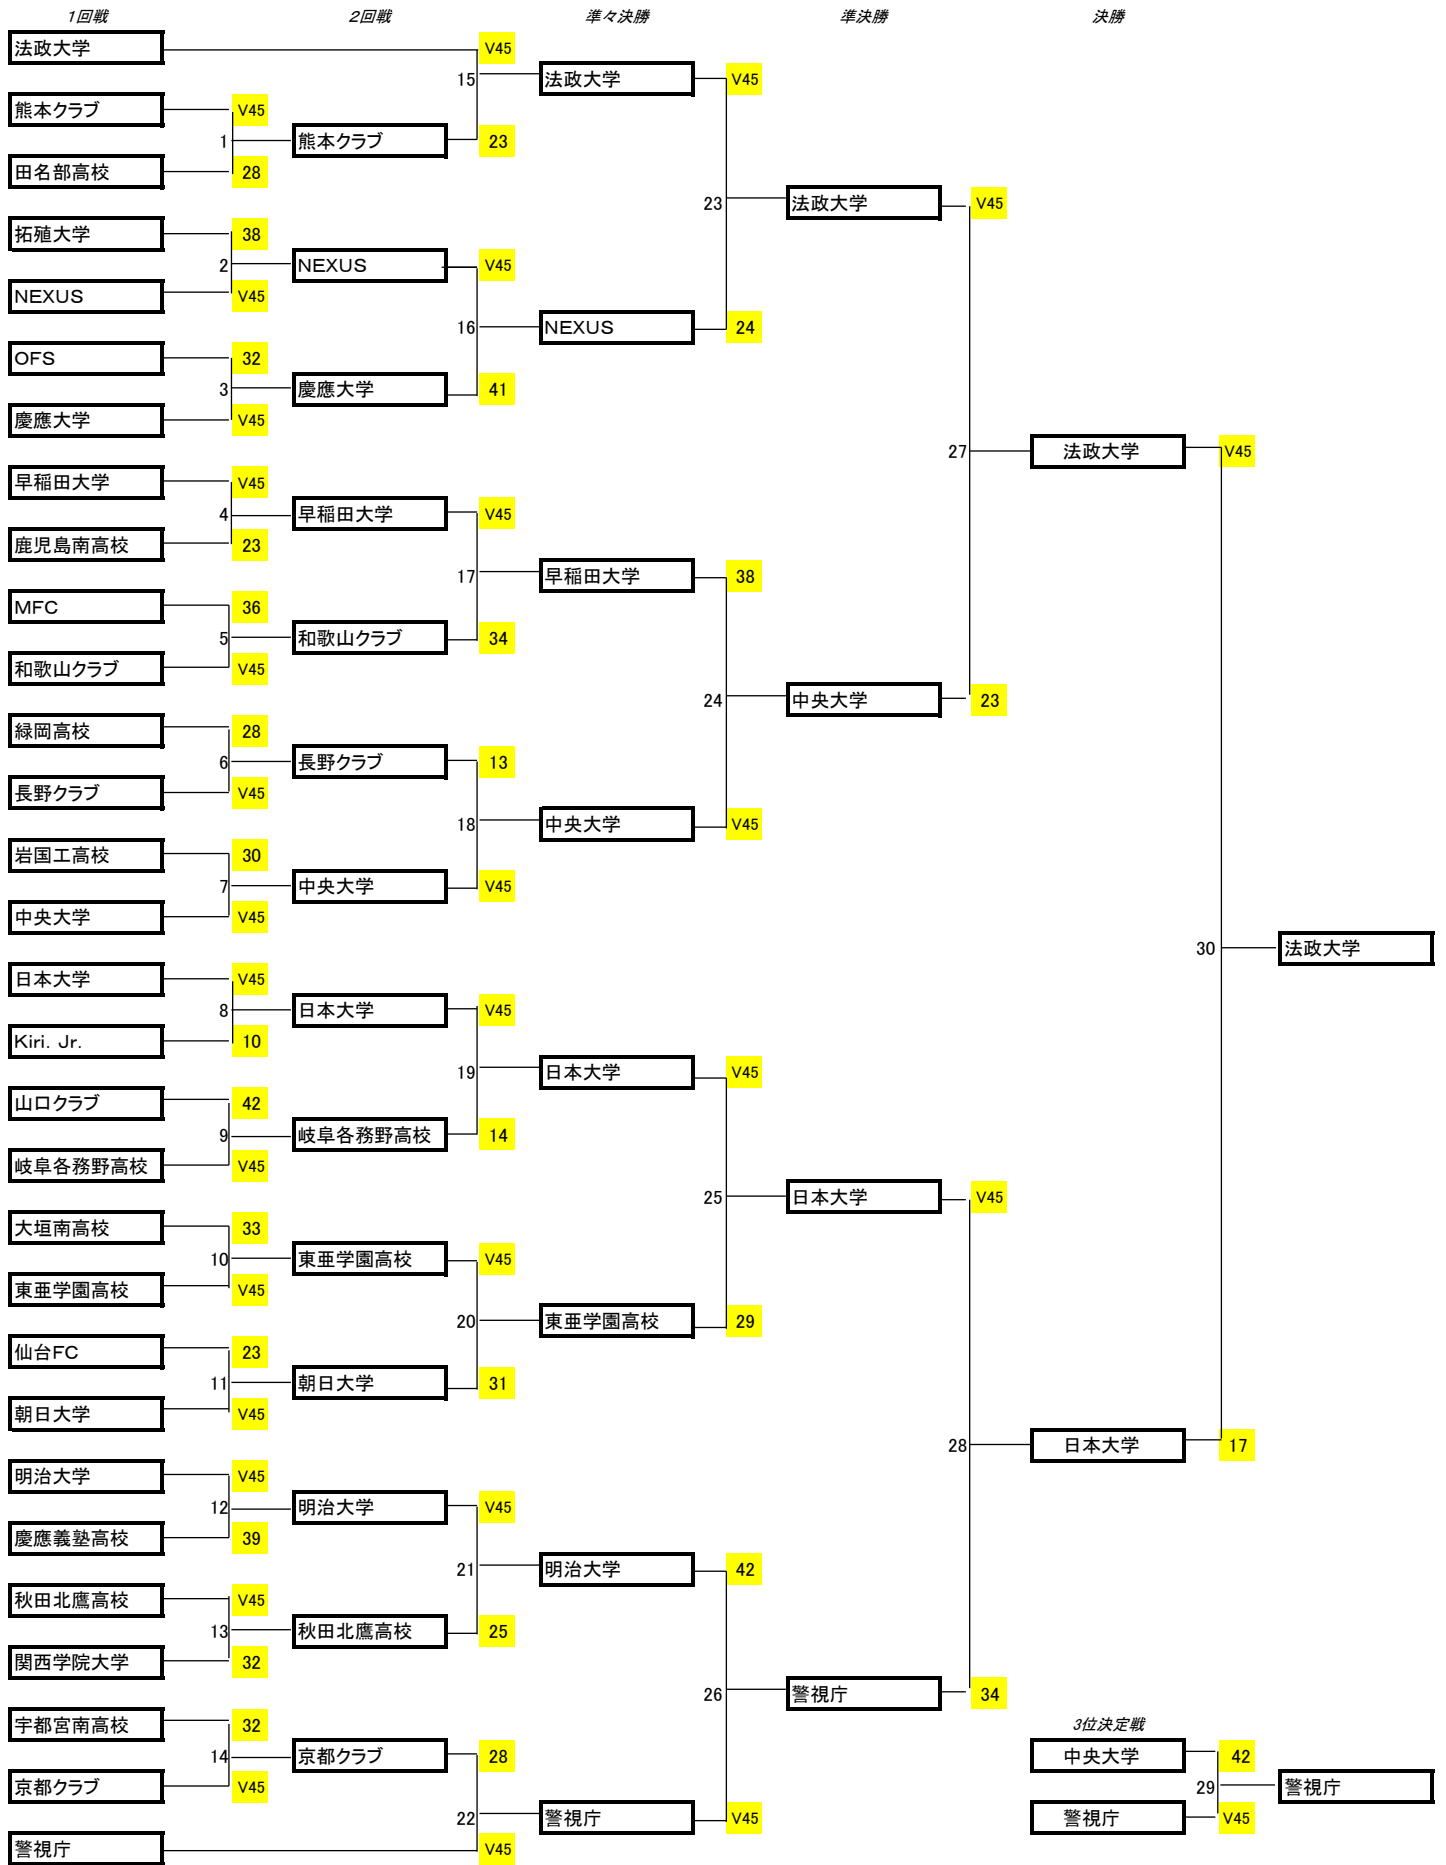 1回戦
2回戦
準々決勝
準決勝
決勝
法政大学
V45
15
法政大学
V45
熊本クラブ
V45
1
熊本クラブ
23
田名部高校
28
23
法政大学
V45
拓殖大学
38
2
NEXUS
V45
NEXUS
V45
16
NEXUS
24
OFS
32
3
慶應大学
41
慶應大学
V45
27
法政大学
V45
早稲田大学
V45
4
早稲田大学
V45
鹿児島南高校
23
17
早稲田大学
38
MFC
36
5
和歌山クラブ
34
和歌山クラブ
V45
24
中央大学
23
緑岡高校
28
6
長野クラブ
13
長野クラブ
V45
18
中央大学
V45
岩国工高校
30
7
中央大学
V45
中央大学
V45
30
法政大学
日本大学
V45
8
日本大学
V45
Kiri. Jr.
10
19
日本大学
V45
山口クラブ
42
9
岐阜各務野高校
14
岐阜各務野高校
V45
25
日本大学
V45
大垣南高校
33
10
東亜学園高校
V45
東亜学園高校
V45
20
東亜学園高校
29
仙台FC
23
11
朝日大学
31
朝日大学
V45
28
日本大学
17
明治大学
V45
12
明治大学
V45
慶應義塾高校
39
21
明治大学
42
秋田北鷹高校
V45
13
秋田北鷹高校
25
関西学院大学
32
26
警視庁
34
宇都宮南高校
32
14
京都クラブ
28
京都クラブ
V45
22
警視庁
V45
警視庁
V45
3位決定戦
中央大学
42
29
警視庁
警視庁
V45